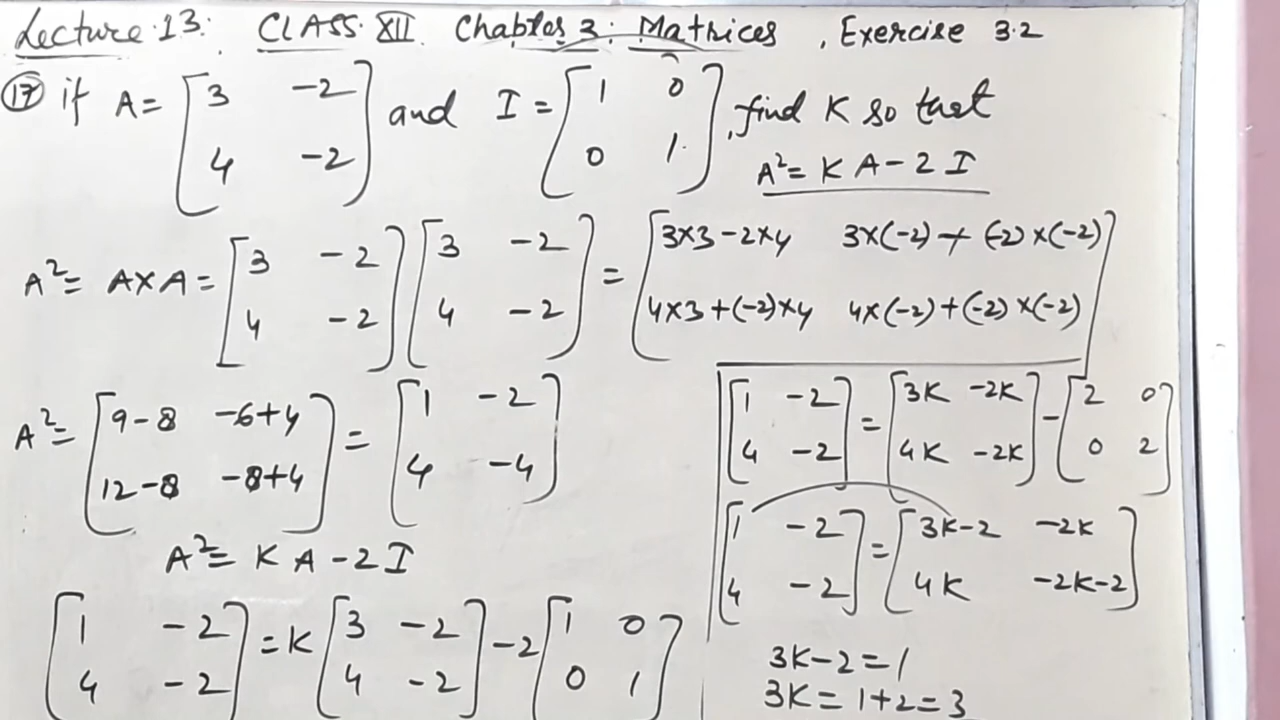 Lecture.13: CLASS. XII Chapter 3: Matrices, Exercise 3.2
(17) if A = [3 -2 and I = [1 0 , find K so that
4 -2] 0 1] A²= KA-2I
A²= A×A = [3 -2 [3 -2 = [3×3-2×4 3×(-2)+(-2)×(-2)
4 -2] 4 -2] 4×3+(-2)×4 4×(-2)+(-2)×(-2)]
A²= [9-8 -6+4 = [1 -2
12-8 -8+4] 4 -4]
A²= KA-2I
[1 -2 = K [3 -2 -2 [1 0
4 -2] 4 -2] 0 1]
[1 -2 = [3K -2K - [2 0
4 -2] 4K -2K] 0 2]
[1 -2 = [3K-2 -2K
4 -2] 4K -2K-2]
3K-2=1
3K=1+2=3